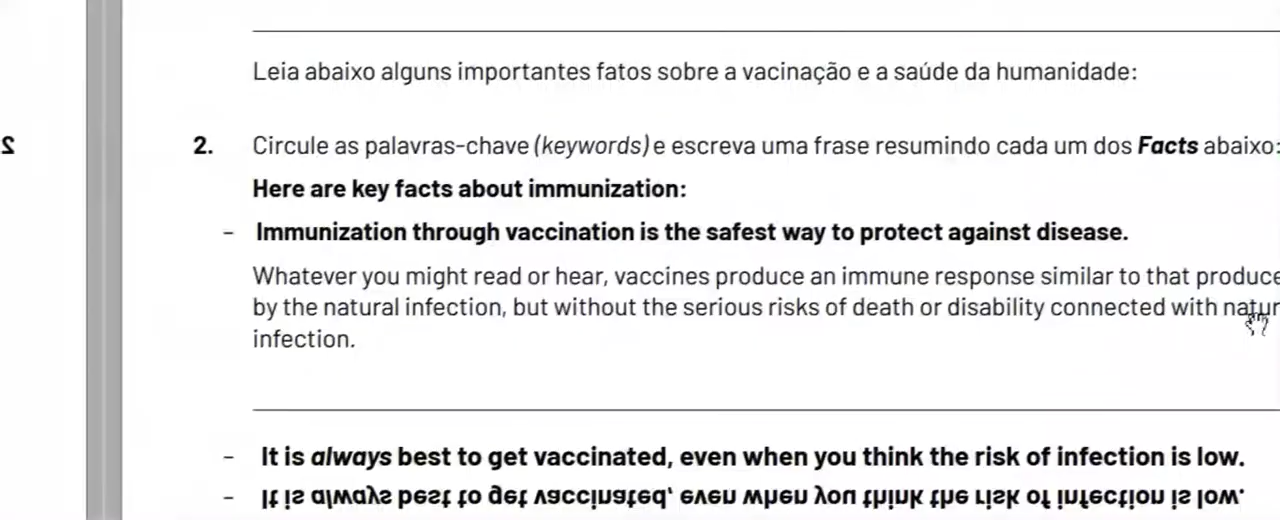 Leia abaixo alguns importantes fatos sobre a vacinação e a saúde da humanidade:
2. Circule as palavras-chave (keywords) e escreva uma frase resumindo cada um dos Facts abaixo:
Here are key facts about immunization:
- Immunization through vaccination is the safest way to protect against disease.
Whatever you might read or hear, vaccines produce an immune response similar to that produce
by the natural infection, but without the serious risks of death or disability connected with natur
infection.
- It is always best to get vaccinated, even when you think the risk of infection is low.
- It is always best to get vaccinated, even when you think the risk of infection is low.